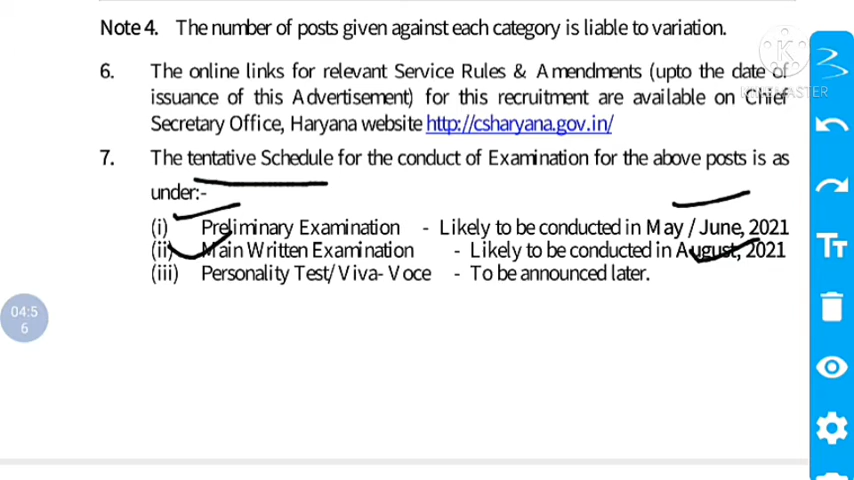 Note 4. The number of posts given against each category is liable to variation.
6. The online links for relevant Service Rules & Amendments (upto the date of
issuance of this Advertisement) for this recruitment are available on Chief
Secretary Office, Haryana website http://csharyana.gov.in/
7. The tentative Schedule for the conduct of Examination for the above posts is as
under:-
(i) Preliminary Examination - Likely to be conducted in May / June, 2021
(ii) Main Written Examination - Likely to be conducted in August, 2021
(iii) Personality Test/ Viva- Voce - To be announced later.
04:5
6
KINEMASTER
TT